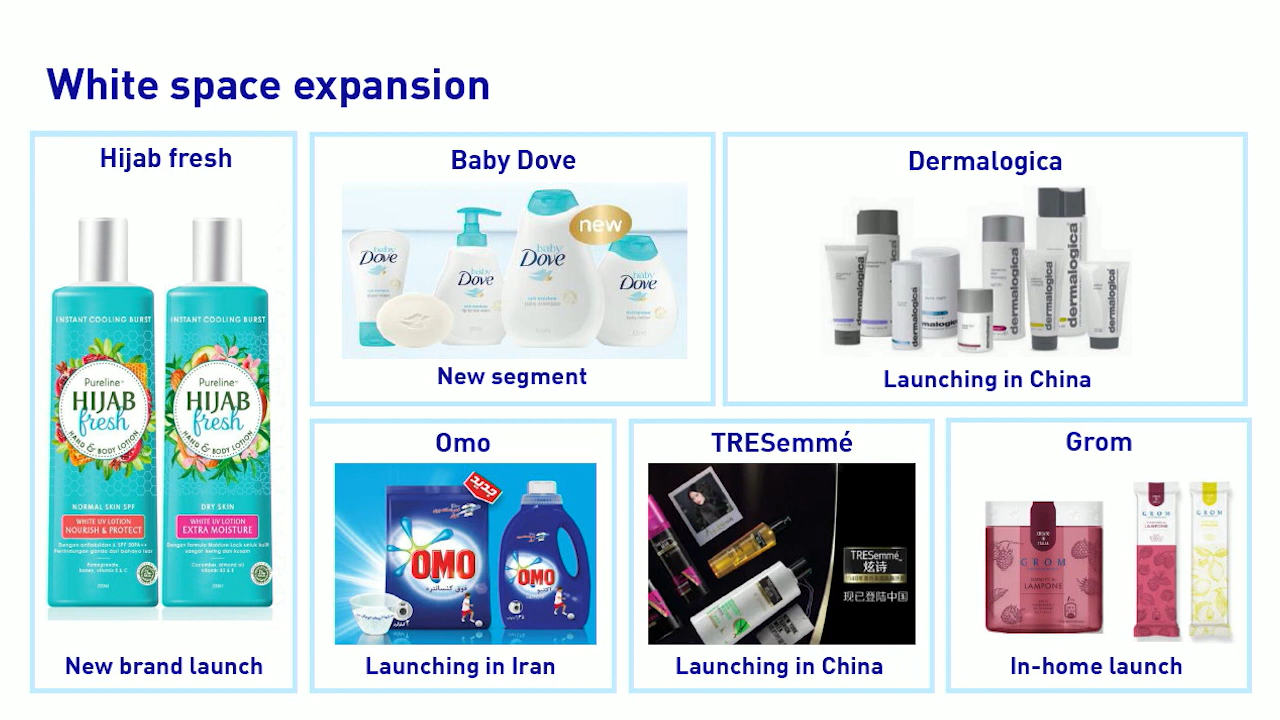 White space expansion
Hijab fresh
INSTANT COOLING BURST
Pureline
HIJAB
fresh
HAND & BODY LOTION
NORMAL SKIN SPF
WHITE UV LOTION
NOURISH & PROTECT
INSTANT COOLING BURST
Pureline
HIJAB
fresh
HAND & BODY LOTION
DRY SKIN
WHITE UV LOTION
EXTRA MOISTURE
New brand launch
Baby Dove
new
baby
Dove
baby
Dove
baby
Dove
baby
Dove
New segment
Dermalogica
dermalogica
dermalogica
dermalogica
dermalogica
dermalogica
Launching in China
Omo
جديد
OMO
OMO
Launching in Iran
TRESemmé
TRESemmé
炫诗
现已登陆中国
Launching in China
Grom
GROM
LAMPONE
GROM
LAMPONE
GROM
In-home launch